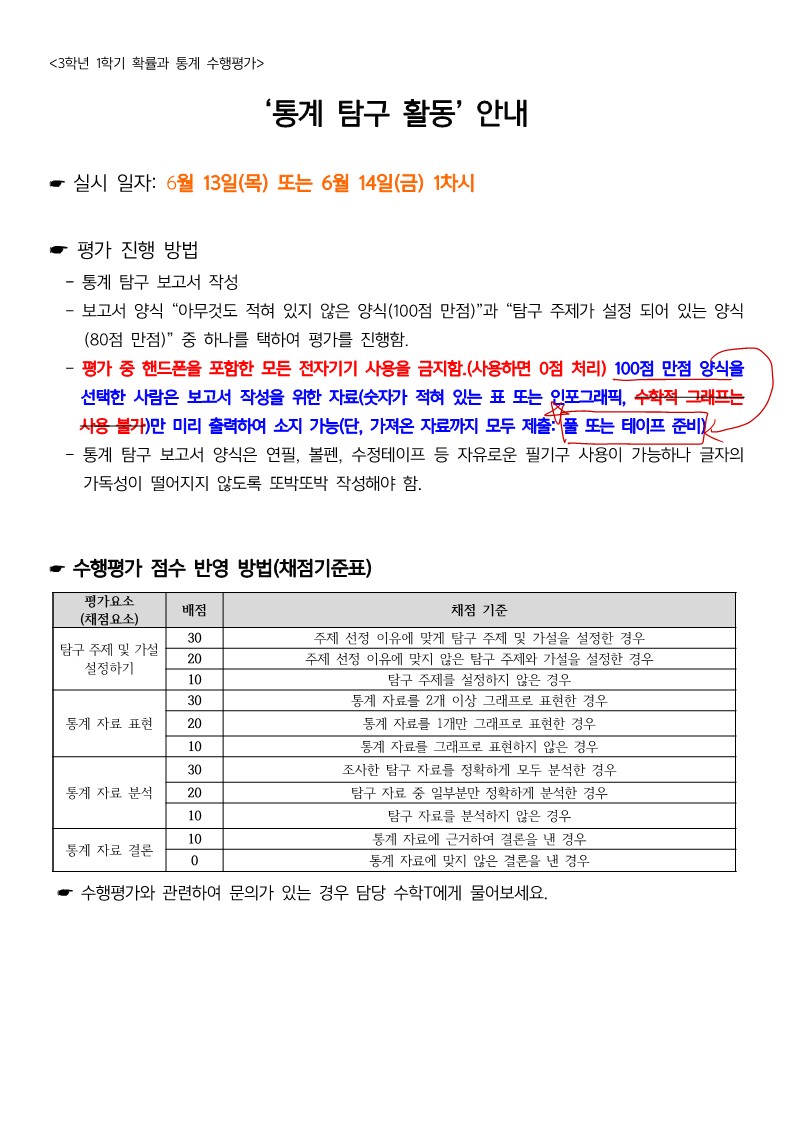 <3학년 1학기 확률과 통계 수행평가>
‘통계 탐구 활동’ 안내
☛ 실시 일자: 6월 13일(목) 또는 6월 14일(금) 1차시
☛ 평가 진행 방법
- 통계 탐구 보고서 작성
- 보고서 양식 “아무것도 적혀 있지 않은 양식(100점 만점)”과 “탐구 주제가 설정 되어 있는 양식
(80점 만점)” 중 하나를 택하여 평가를 진행함.
- 평가 중 핸드폰을 포함한 모든 전자기기 사용을 금지함.(사용하면 0점 처리) 100점 만점 양식을
선택한 사람은 보고서 작성을 위한 자료(숫자가 적혀 있는 표 또는 인포그래픽, 수학적 그래프는
사용 불가)만 미리 출력하여 소지 가능(단, 가져온 자료까지 모두 제출: 풀 또는 테이프 준비)
- 통계 탐구 보고서 양식은 연필, 볼펜, 수정테이프 등 자유로운 필기구 사용이 가능하나 글자의
가독성이 떨어지지 않도록 또박또박 작성해야 함.
☛ 수행평가 점수 반영 방법(채점기준표)
평가요소
(채점요소) 배점 채점 기준
탐구 주제 및 가설
설정하기
30 주제 선정 이유에 맞게 탐구 주제 및 가설을 설정한 경우
20 주제 선정 이유에 맞지 않은 탐구 주제와 가설을 설정한 경우
10 탐구 주제를 설정하지 않은 경우
통계 자료 표현
30 통계 자료를 2개 이상 그래프로 표현한 경우
20 통계 자료를 1개만 그래프로 표현한 경우
10 통계 자료를 그래프로 표현하지 않은 경우
통계 자료 분석
30 조사한 탐구 자료를 정확하게 모두 분석한 경우
20 탐구 자료 중 일부분만 정확하게 분석한 경우
10 탐구 자료를 분석하지 않은 경우
통계 자료 결론
10 통계 자료에 근거하여 결론을 낸 경우
0 통계 자료에 맞지 않은 결론을 낸 경우
☛ 수행평가와 관련하여 문의가 있는 경우 담당 수학T에게 물어보세요.